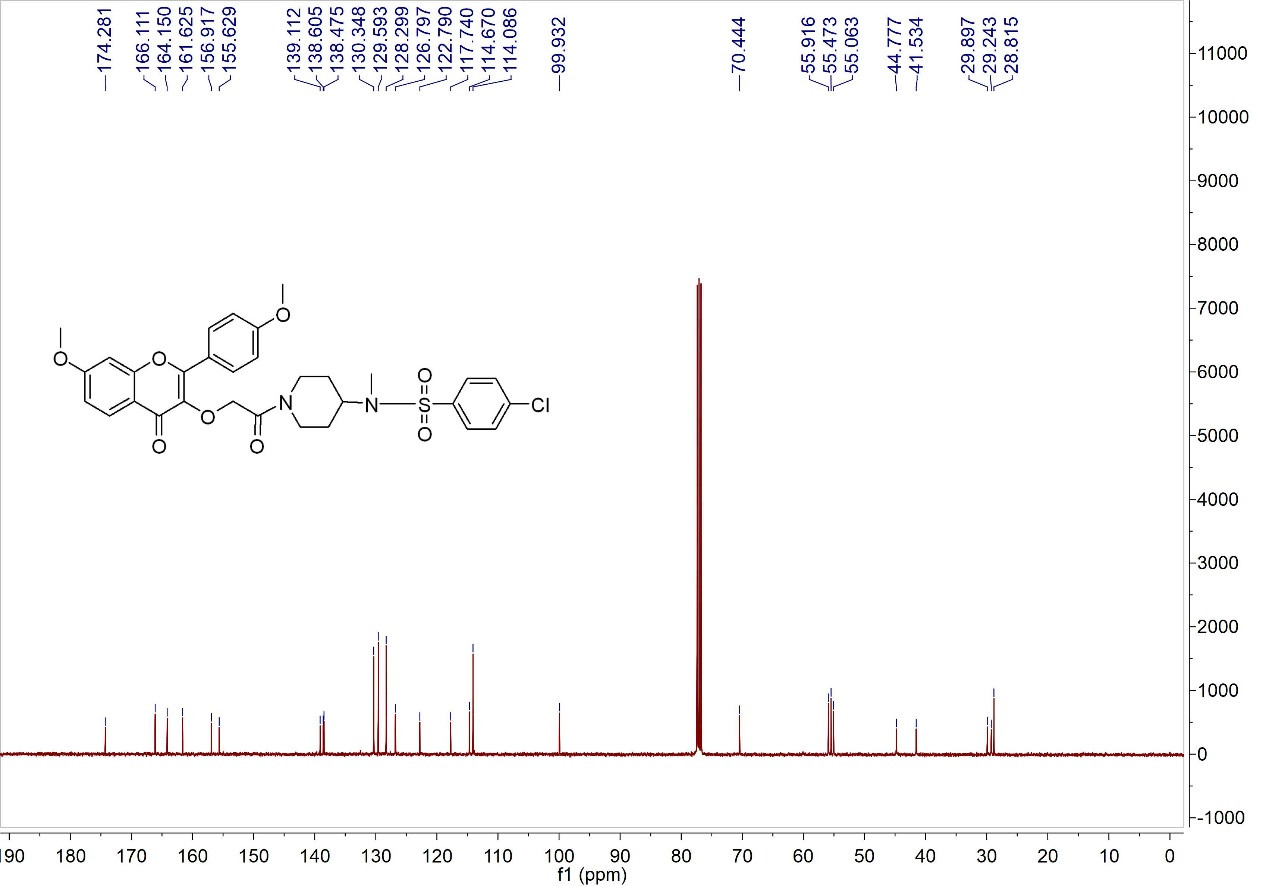 174.281
166.111
164.150
161.625
156.917
155.629
139.112
138.605
138.475
130.348
129.593
128.299
126.797
122.790
117.740
114.670
114.086
99.932
70.444
55.916
55.473
55.063
44.777
41.534
29.897
29.243
28.815
11000
10000
9000
8000
7000
6000
5000
4000
3000
2000
1000
0
-1000
O
O
O
O
O
O
N
N
O
S
O
Cl
190 180 170 160 150 140 130 120 110 100 90 80 70 60 50 40 30 20 10 0
f1 (ppm)